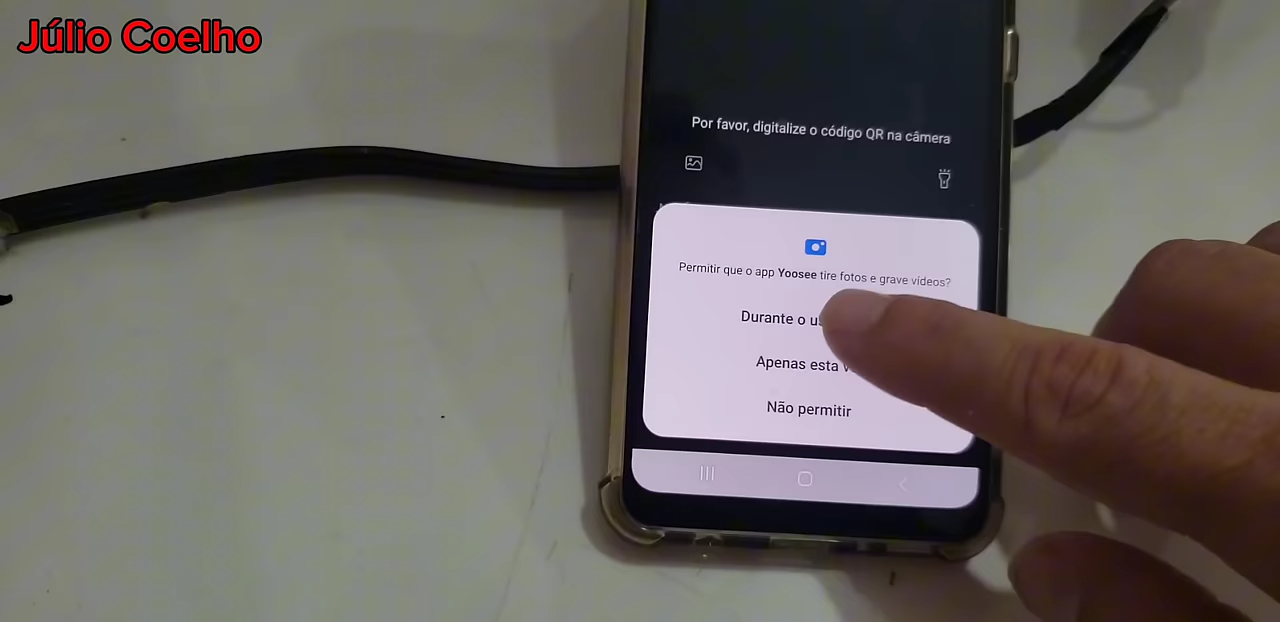 Júlio Coelho
Por favor, digitalize o código QR na câmera
Permitir que o app Yoosee tire fotos e grave vídeos?
Durante o
Apenas esta
Não permitir